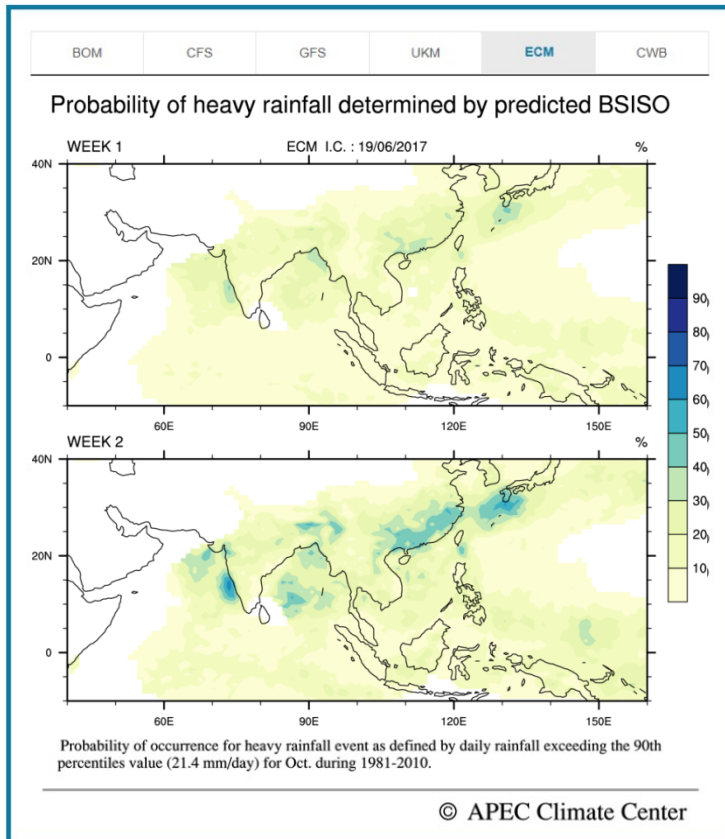 BOM CFS GFS UKM ECM CWB
Probability of heavy rainfall determined by predicted BSISO
WEEK 1 ECM I.C. : 19/06/2017 %
40N
20N
0
60E 90E 120E 150E
WEEK 2 %
40N
20N
0
60E 90E 120E 150E
90
80
70
60
50
40
30
20
10
Probability of occurrence for heavy rainfall event as defined by daily rainfall exceeding the 90th
percentiles value (21.4 mm/day) for Oct. during 1981-2010.
© APEC Climate Center